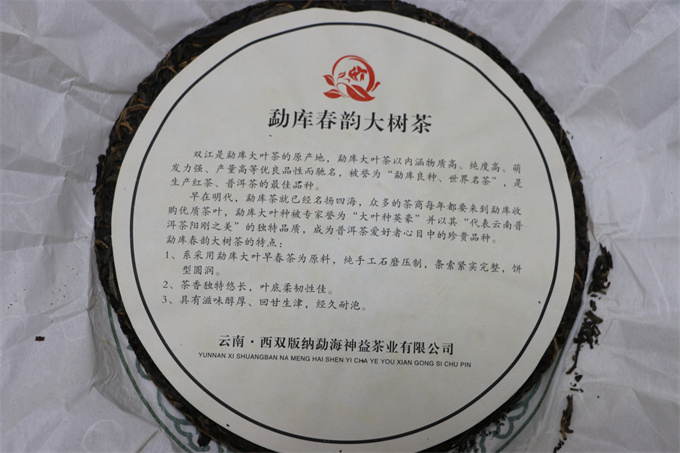 勐库春韵大树茶
双江是勐库大叶茶的原产地，勐库大叶茶以内涵物质高、纯度高、萌
发力强、产量高等优良品性而驰名，被誉为“勐库良种、世界名茶”，是
生产红茶、普洱茶的最佳品种。
早在明代，勐库茶就已经名扬四海，众多的茶商每年都要来到勐库收
购优质茶叶，勐库大叶种被专家誉为“大叶种英豪”并以其“代表云南普
洱茶阳刚之美”的独特品质，成为普洱茶爱好者心目中的珍贵品种。
勐库春韵大树茶的特点：
1、系采用勐库大叶早春茶为原料，纯手工石磨压制，条索紧实完整，饼
型圆润。
2、茶香独特悠长，叶底柔韧性佳。
3、具有滋味醇厚、回甘生津，经久耐泡。
云南·西双版纳勐海神益茶业有限公司
YUNNAN XI SHUANGBAN NA MENG HAI SHEN YI CHA YE YOU XIAN GONG SI CHU PIN